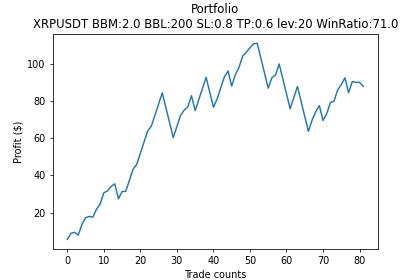 Portfolio
XRPUSDT BBM:2.0 BBL:200 SL:0.8 TP:0.6 lev:20 WinRatio:71.0
100
80
60
40
20
Profit ($)
0 10 20 30 40 50 60 70 80
Trade counts